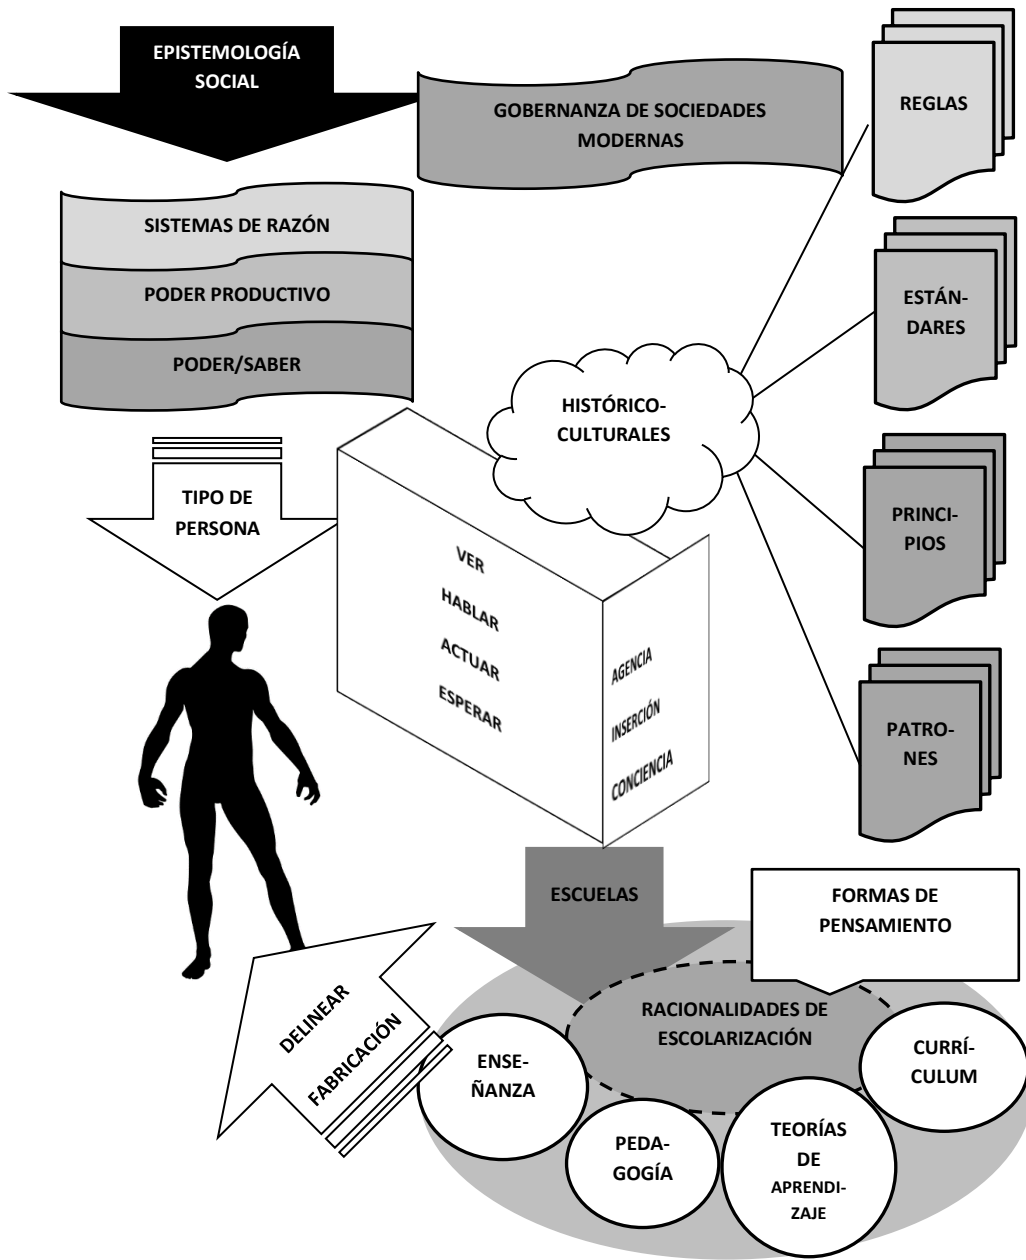 EPISTEMOLOGÍA
SOCIAL
GOBERNANZA DE SOCIEDADES
MODERNAS
REGLAS
SISTEMAS DE RAZÓN
PODER PRODUCTIVO
PODER/SABER
ESTÁN-
DARES
HISTÓRICO-
CULTURALES
TIPO DE
PERSONA
PRINCI-
PIOS
VER
HABLAR
ACTUAR
ESPERAR
AGENCIA
INSERCIÓN
CONCIENCIA
PATRO-
NES
ESCUELAS
FORMAS DE
PENSAMIENTO
DELINEAR
FABRICACIÓN
RACIONALIDADES DE
ESCOLARIZACIÓN
ENSE-
ÑANZA
PEDA-
GOGÍA
TEORÍAS
DE
APRENDI-
ZAJE
CURRÍ-
CULUM